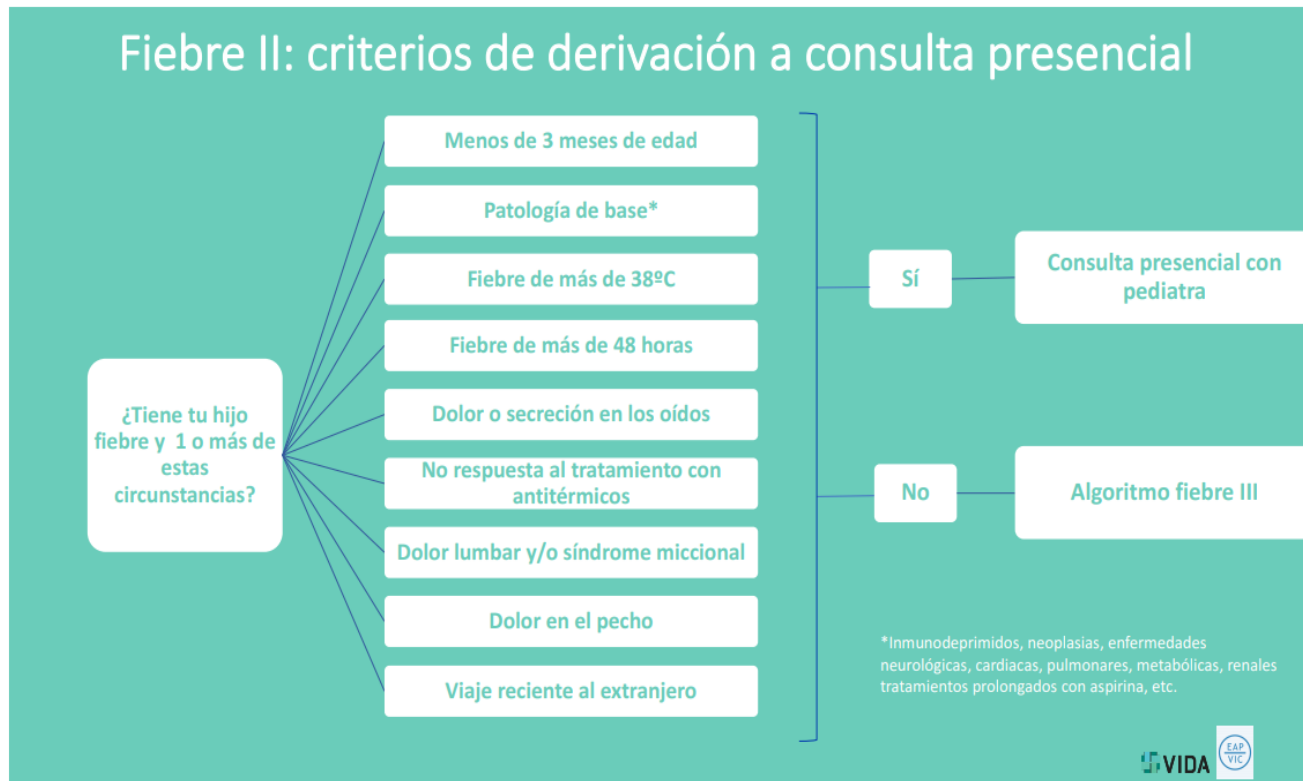 Fiebre II: criterios de derivación a consulta presencial
¿Tiene tu hijo
fiebre y 1 o más de
estas
circunstancias?
Menos de 3 meses de edad
Patología de base*
Fiebre de más de 38ºC
Fiebre de más de 48 horas
Dolor o secreción en los oídos
No respuesta al tratamiento con
antitérmicos
Dolor lumbar y/o síndrome miccional
Dolor en el pecho
Viaje reciente al extranjero
Sí
Consulta presencial con
pediatra
No
Algoritmo fiebre III
*Inmunodeprimidos, neoplasias, enfermedades
neurológicas, cardiacas, pulmonares, metabólicas, renales
tratamientos prolongados con aspirina, etc.
VIDA
EAP
VIC